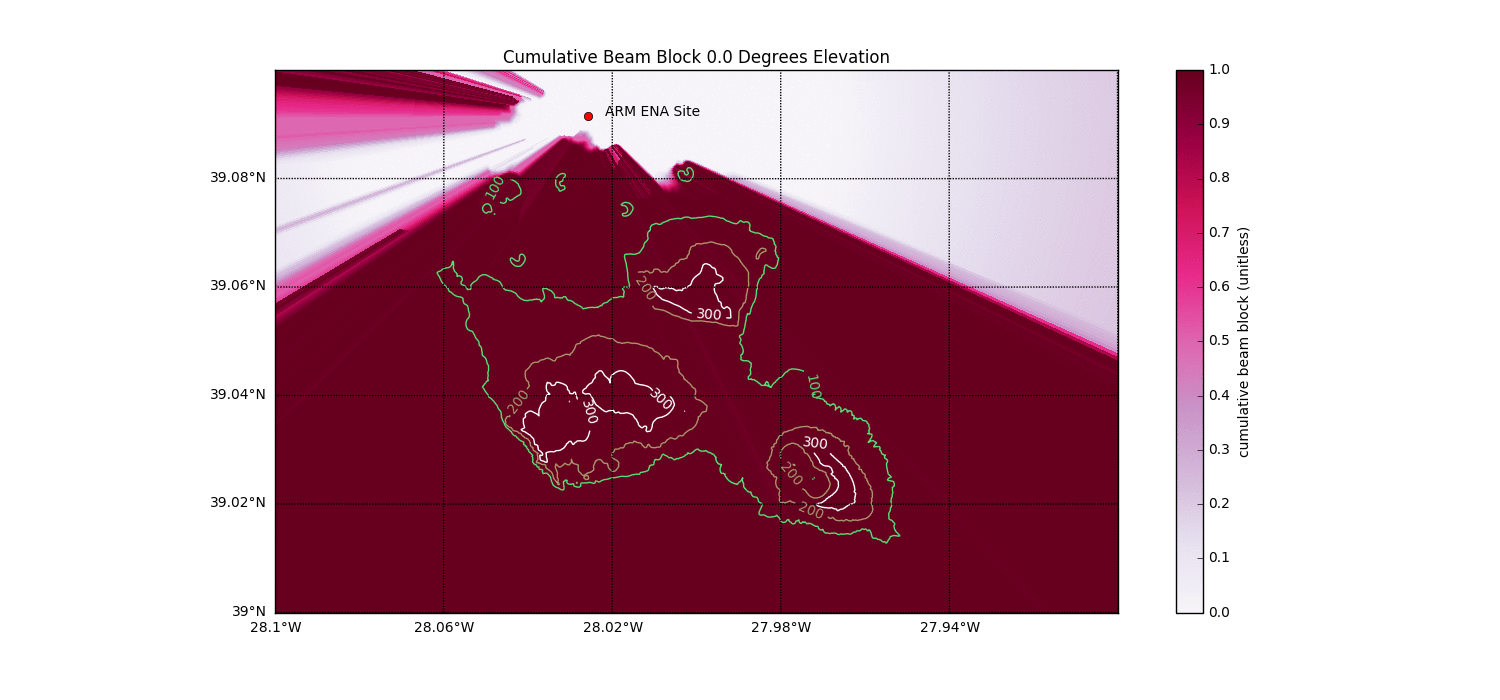 Cumulative Beam Block 0.0 Degrees Elevation
ARM ENA Site
39.08°N
39.06°N
39.04°N
39.02°N
39°N
28.1°W
28.06°W
28.02°W
27.98°W
27.94°W
100
200
300
200
300
300
100
300
200
200
1.0
0.9
0.8
0.7
0.6
0.5
0.4
0.3
0.2
0.1
0.0
cumulative beam block (unitless)